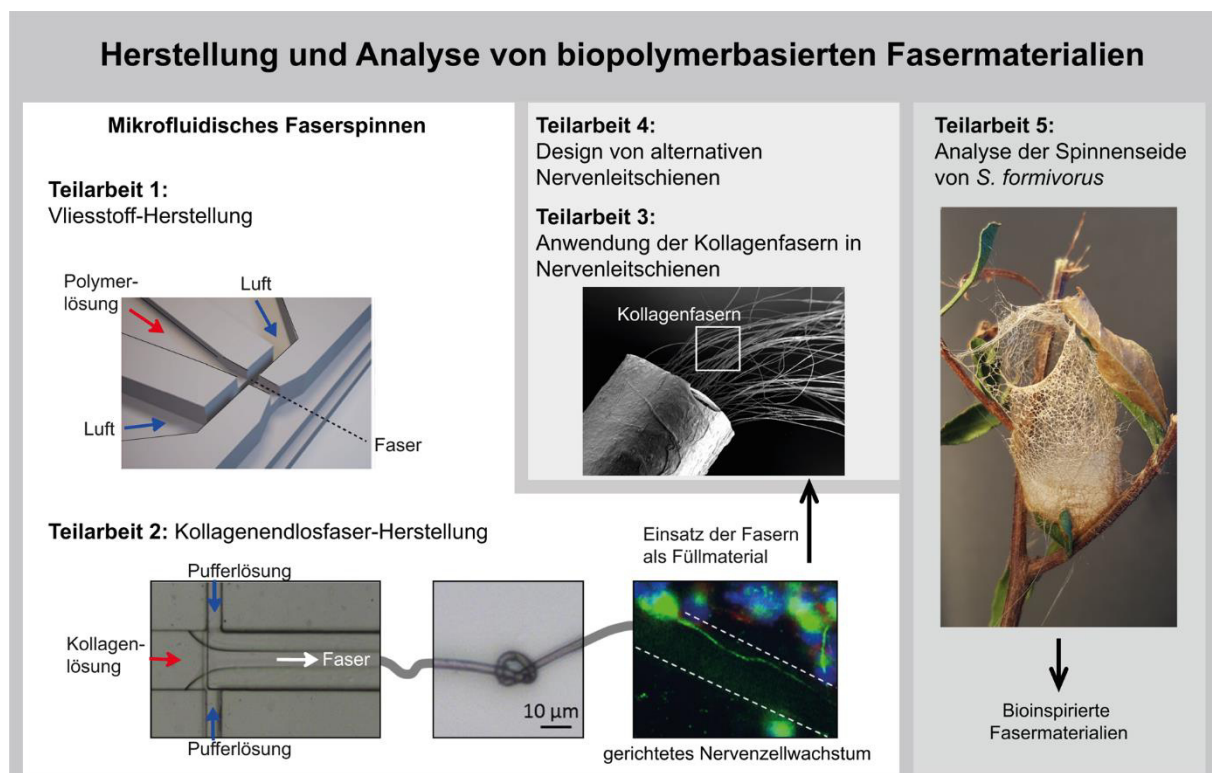 Herstellung und Analyse von biopolymerbasierten Fasermaterialien
Mikrofluidisches Faserspinnen
Teilarbeit 1:
Vliesstoff-Herstellung
Polymer-
lösung
Luft
Luft
Faser
Teilarbeit 2: Kollagenendlosfaser-Herstellung
Pufferlösung
Kollagen-
lösung
Faser
Pufferlösung
10 µm
gerichtetes Nervenzellwachstum
Einsatz der Fasern
als Füllmaterial
Teilarbeit 4:
Design von alternativen
Nervenleitschienen
Teilarbeit 3:
Anwendung der Kollagenfasern in
Nervenleitschienen
Kollagenfasern
Teilarbeit 5:
Analyse der Spinnenseide
von S. formivorus
Bioinspirierte
Fasermaterialien